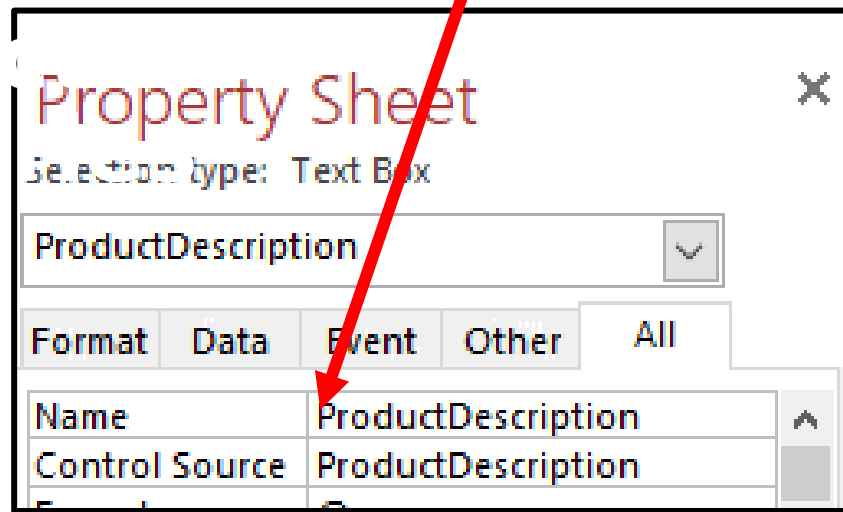 Property Sheet
Selection type: Text Box
ProductDescription
Format Data Event Other All
Name ProductDescription
Control Source ProductDescription